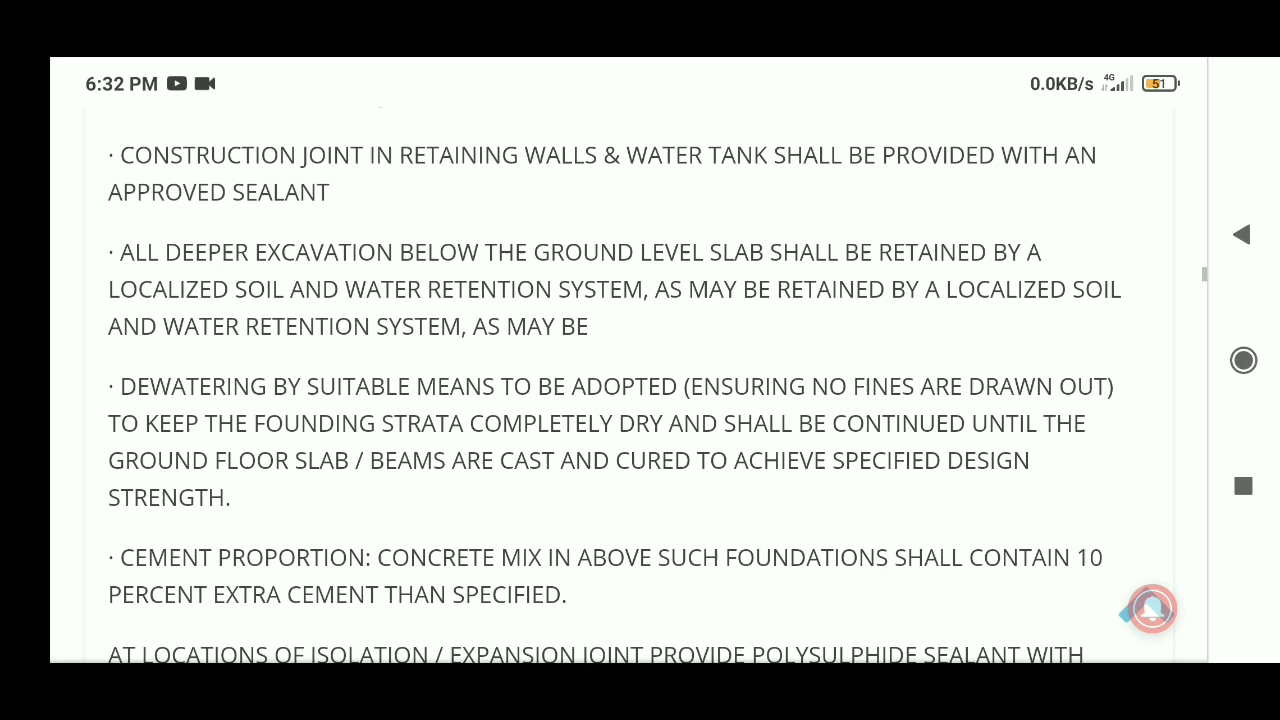 6:32 PM
0.0KB/s 4G 51
· CONSTRUCTION JOINT IN RETAINING WALLS & WATER TANK SHALL BE PROVIDED WITH AN
APPROVED SEALANT
· ALL DEEPER EXCAVATION BELOW THE GROUND LEVEL SLAB SHALL BE RETAINED BY A
LOCALIZED SOIL AND WATER RETENTION SYSTEM, AS MAY BE RETAINED BY A LOCALIZED SOIL
AND WATER RETENTION SYSTEM, AS MAY BE
· DEWATERING BY SUITABLE MEANS TO BE ADOPTED (ENSURING NO FINES ARE DRAWN OUT)
TO KEEP THE FOUNDING STRATA COMPLETELY DRY AND SHALL BE CONTINUED UNTIL THE
GROUND FLOOR SLAB / BEAMS ARE CAST AND CURED TO ACHIEVE SPECIFIED DESIGN
STRENGTH.
· CEMENT PROPORTION: CONCRETE MIX IN ABOVE SUCH FOUNDATIONS SHALL CONTAIN 10
PERCENT EXTRA CEMENT THAN SPECIFIED.
AT LOCATIONS OF ISOLATION / EXPANSION JOINT PROVIDE POLYSULPHIDE SEALANT WITH